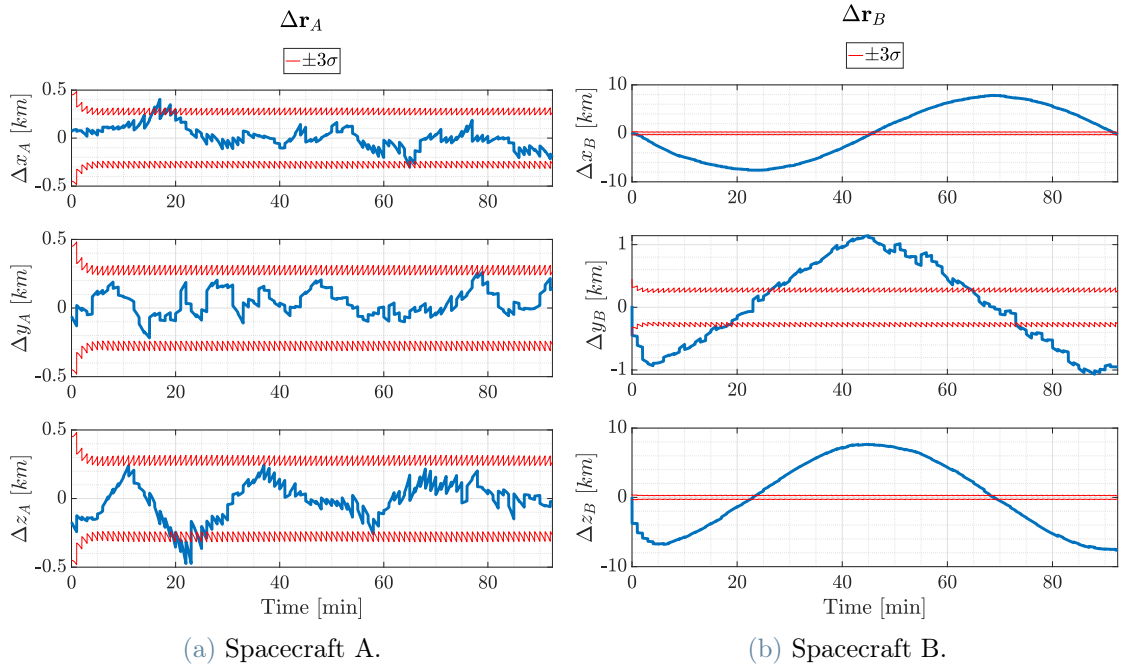 Δr_A
±3σ
0.5
0
-0.5
Δx_A [km]
0 20 40 60 80
0.5
0
-0.5
Δy_A [km]
0 20 40 60 80
0.5
0
-0.5
Δz_A [km]
0 20 40 60 80
Time [min]
(a) Spacecraft A.
Δr_B
±3σ
10
0
-10
Δx_B [km]
0 20 40 60 80
1
0
-1
Δy_B [km]
0 20 40 60 80
10
0
-10
Δz_B [km]
0 20 40 60 80
Time [min]
(b) Spacecraft B.